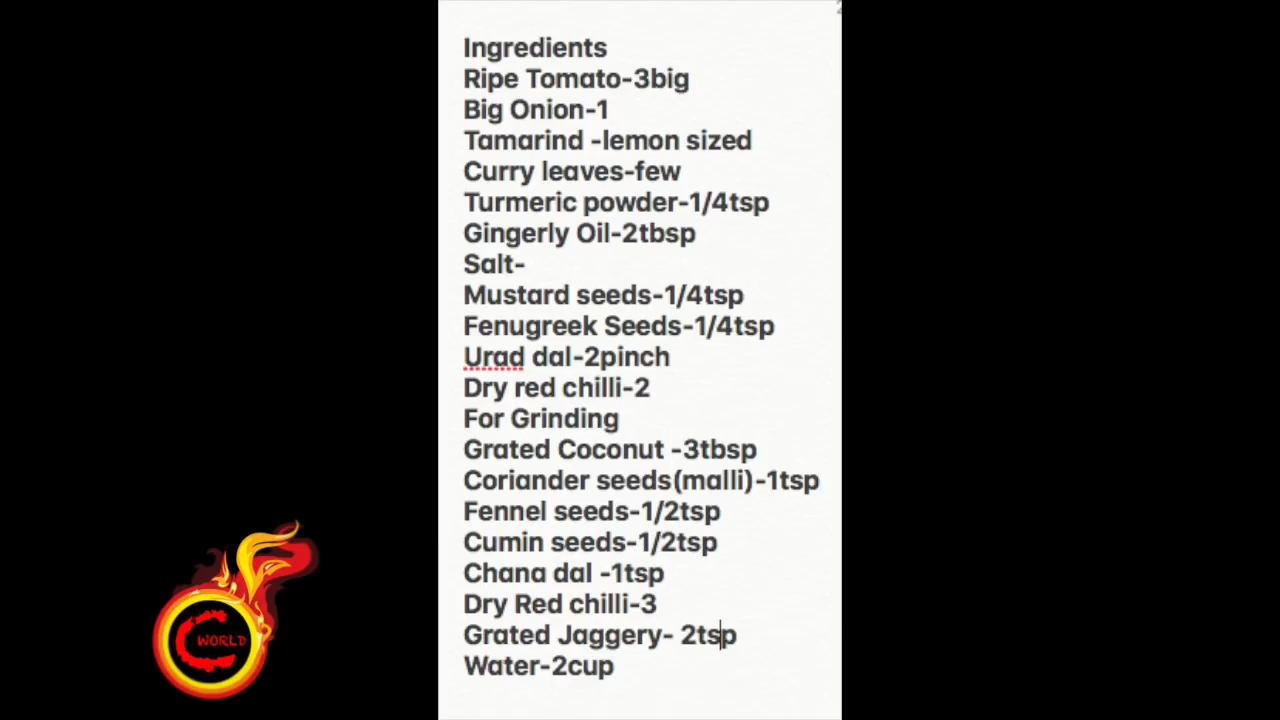 Ingredients
Ripe Tomato-3big
Big Onion-1
Tamarind -lemon sized
Curry leaves-few
Turmeric powder-1/4tsp
Gingerly Oil-2tbsp
Salt-
Mustard seeds-1/4tsp
Fenugreek Seeds-1/4tsp
Urad dal-2pinch
Dry red chilli-2
For Grinding
Grated Coconut -3tbsp
Coriander seeds(malli)-1tsp
Fennel seeds-1/2tsp
Cumin seeds-1/2tsp
Chana dal -1tsp
Dry Red chilli-3
Grated Jaggery- 2tsp
Water-2cup
C WORLD